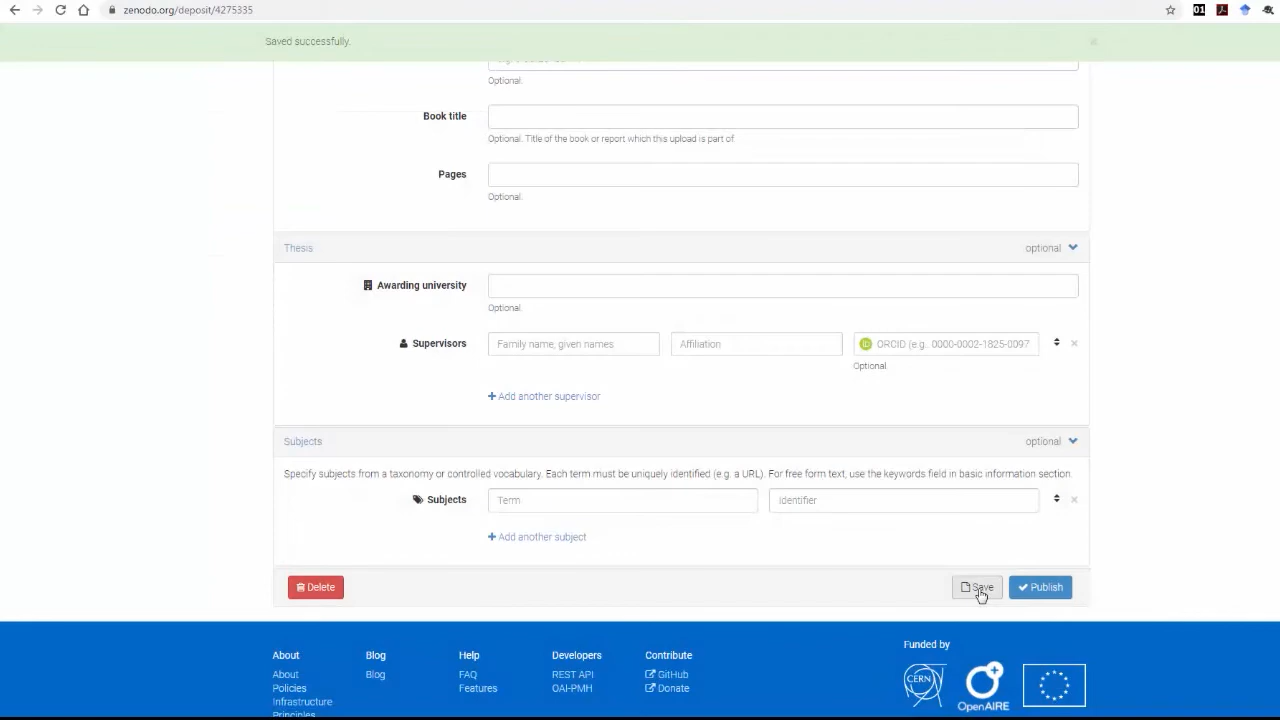 zenodo.org/deposit/4275335
01
Saved successfully.
Optional.
Book title
Optional. Title of the book or report which this upload is part of.
Pages
Optional.
Thesis optional
Awarding university
Optional.
Supervisors Family name, given names Affiliation iD ORCID (e.g.. 0000-0002-1825-0097
Optional.
Add another supervisor
Subjects optional
Specify subjects from a taxonomy or controlled vocabulary. Each term must be uniquely identified (e.g. a URL). For free form text, use the keywords field in basic information section.
Subjects Term Identifier
Add another subject
Delete Save Publish
Funded by
About Blog Help Developers Contribute
About Blog FAQ REST API GitHub
Policies Features OAI-PMH Donate
Infrastructure
Principles
CERN
OpenAIRE